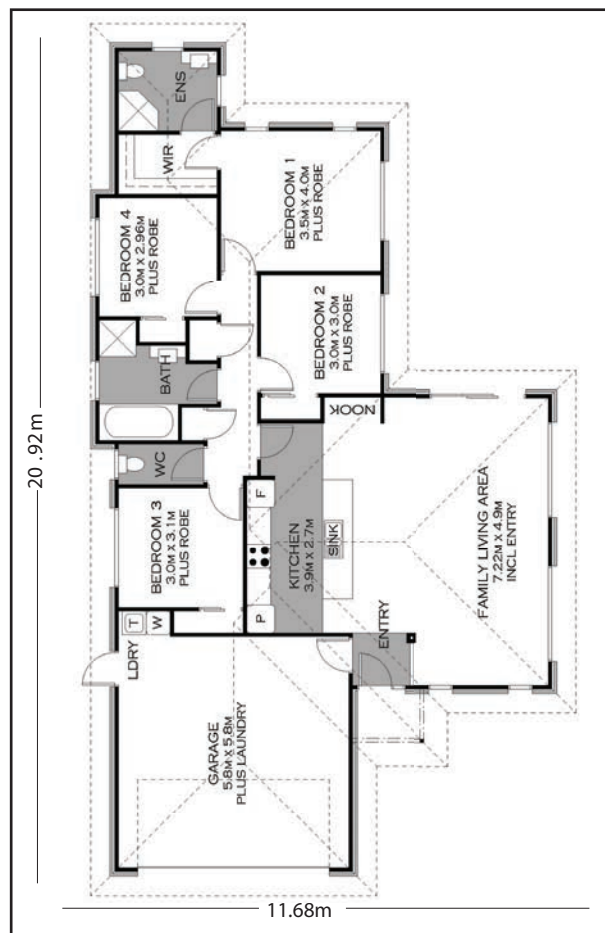 ENS
WIR
BEDROOM 1
3.5M X 4.0M
PLUS ROBE
BEDROOM 4
3.0M X 2.96M
PLUS ROBE
BEDROOM 2
3.0M X 3.0M
PLUS ROBE
BATH
NOOK
WC
F
KITCHEN
3.9M X 2.7M
SINK
FAMILY LIVING AREA
7.22M X 4.9M
INCL ENTRY
BEDROOM 3
3.0M X 3.1M
PLUS ROBE
P
T
W
LDRY
ENTRY
GARAGE
5.8M X 5.8M
PLUS LAUNDRY
20 .92m
11.68m